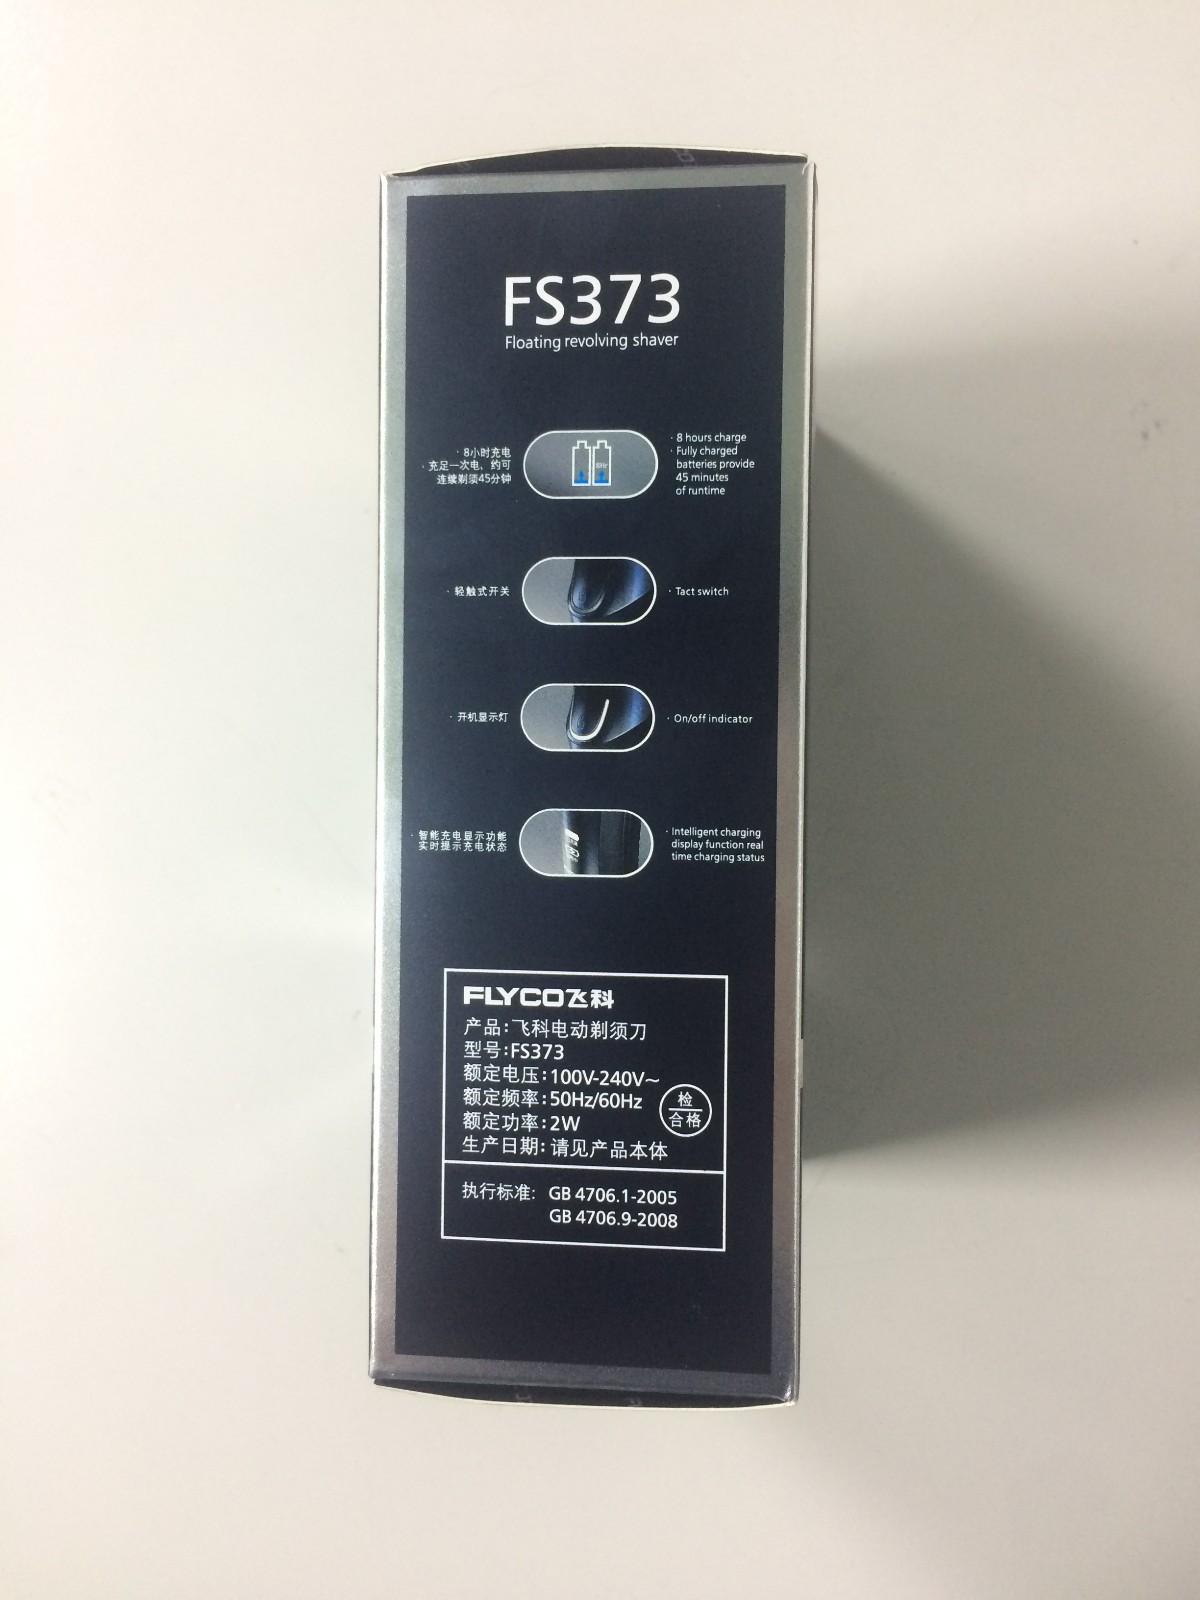 FS373
Floating revolving shaver
· 8小时充电
· 充足一次电，约可
连续剃须45分钟
8Hr
· 8 hours charge
· Fully charged
batteries provide
45 minutes
of runtime
· 轻触式开关
· Tact switch
· 开机显示灯
· On/off indicator
· 智能充电显示功能
实时提示充电状态
· Intelligent charging
display function real
time charging status
FLYCO飞科
产品:飞科电动剃须刀
型号:FS373
额定电压:100V-240V~
额定频率:50Hz/60Hz
额定功率:2W
生产日期:请见产品本体
检
合格
执行标准: GB 4706.1-2005
GB 4706.9-2008